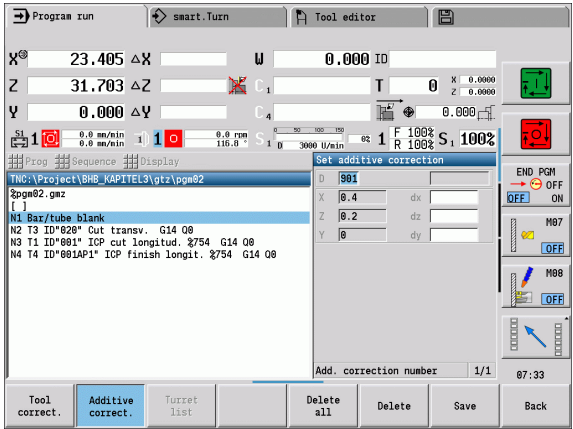 Program run
smart.Turn
Tool editor
X 23.405 ΔX
W 0.000 ID
Z 31.703 ΔZ
C 1
T 0
X 0.0000
Z 0.0000
Y 0.000 ΔY
C 4
0.000
S1
1
0.0 mm/min
0.0 mm/min
1
0.0 rpm
116.8 °
S 1
0 50 100 150
0%
D 3000 U/min
1
F 100%
R 100%
S 1 100%
Prog Sequence Display
TNC:\Project\BHB_KAPITEL3\gtz\pgm02
%pgm02.gmz
[ ]
N1 Bar/tube blank
N2 T3 ID"020" Cut transv. G14 Q0
N3 T1 ID"001" ICP cut longitud. %754 G14 Q0
N4 T4 ID"001AP1" ICP finish longit. %754 G14 Q0
Set additive correction
D 901
X 0.4 dx
Z 0.2 dz
Y 0 dy
Add. correction number 1/1
END PGM
OFF
OFF ON
M07
OFF
M08
OFF
07:33
Tool correct.
Additive correct.
Turret list
Delete all
Delete
Save
Back